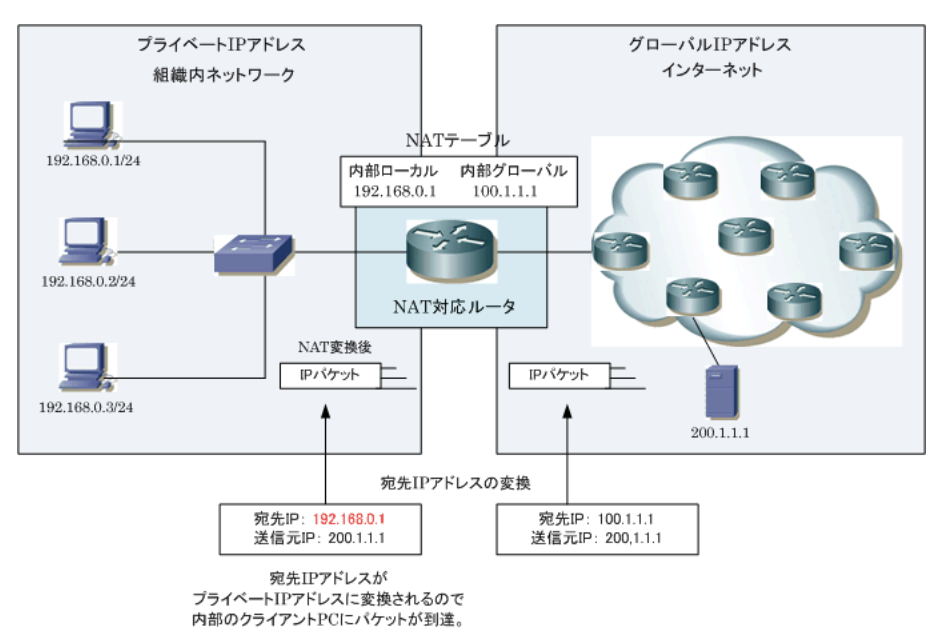 プライベートIPアドレス
組織内ネットワーク
グローバルIPアドレス
インターネット
192.168.0.1/24
192.168.0.2/24
192.168.0.3/24
NATテーブル
内部ローカル 内部グローバル
192.168.0.1 100.1.1.1
NAT対応ルータ
NAT変換後
IPパケット
IPパケット
200.1.1.1
宛先IPアドレスの変換
宛先IP: 192.168.0.1
送信元IP: 200.1.1.1
宛先IP: 100.1.1.1
送信元IP: 200,1.1.1
宛先IPアドレスが
プライベートIPアドレスに変換されるので
内部のクライアントPCにパケットが到達。